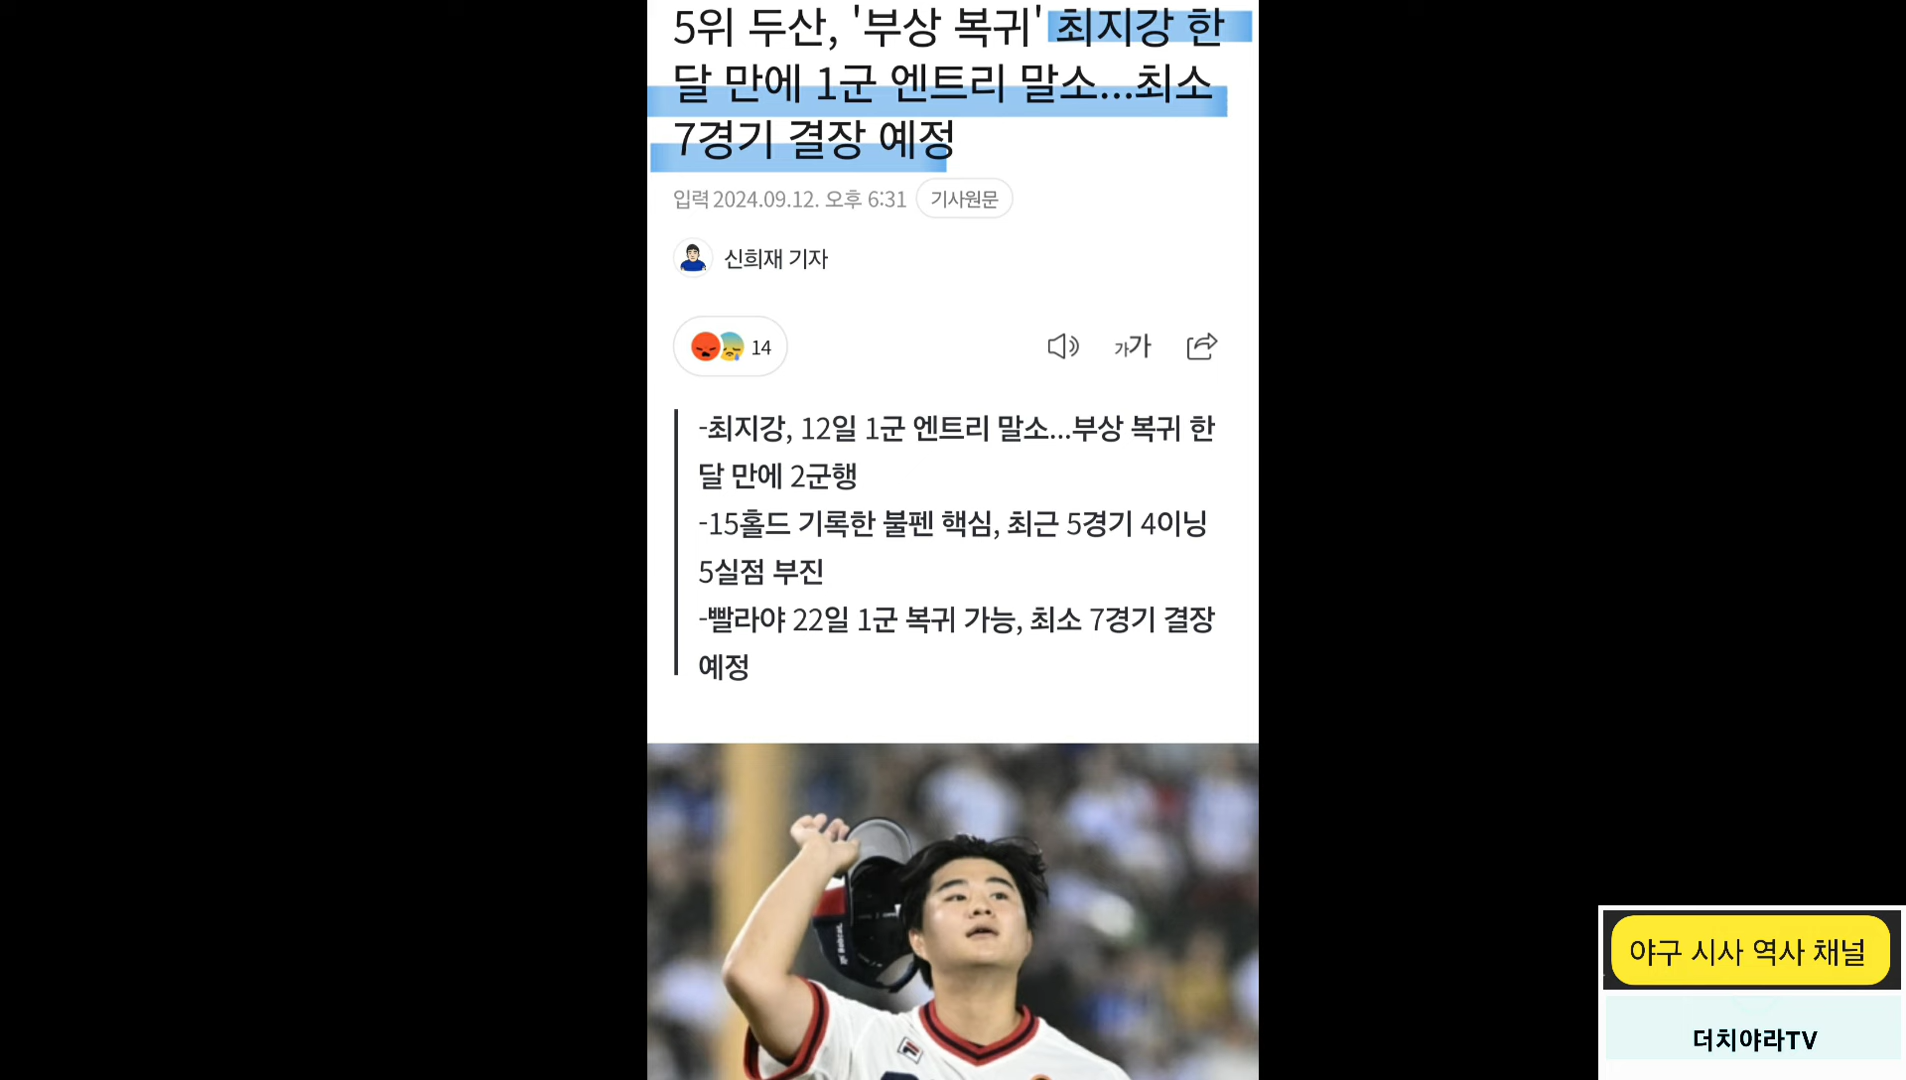 5위 두산, '부상 복귀' 최지강 한
달 만에 1군 엔트리 말소...최소
7경기 결장 예정
입력 2024.09.12. 오후 6:31 기사원문
신희재 기자
14
가가
-최지강, 12일 1군 엔트리 말소...부상 복귀 한
달 만에 2군행
-15홀드 기록한 불펜 핵심, 최근 5경기 4이닝
5실점 부진
-빨라야 22일 1군 복귀 가능, 최소 7경기 결장
예정
야구 시사 역사 채널
더치야라TV